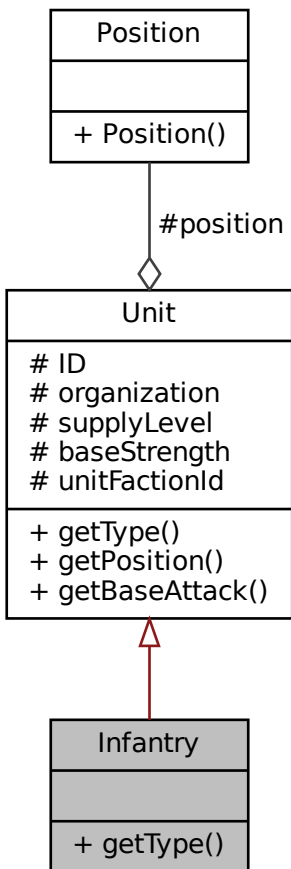 Position
+ Position()
#position
Unit
# ID
# organization
# supplyLevel
# baseStrength
# unitFactionId
+ getType()
+ getPosition()
+ getBaseAttack()
Infantry
+ getType()